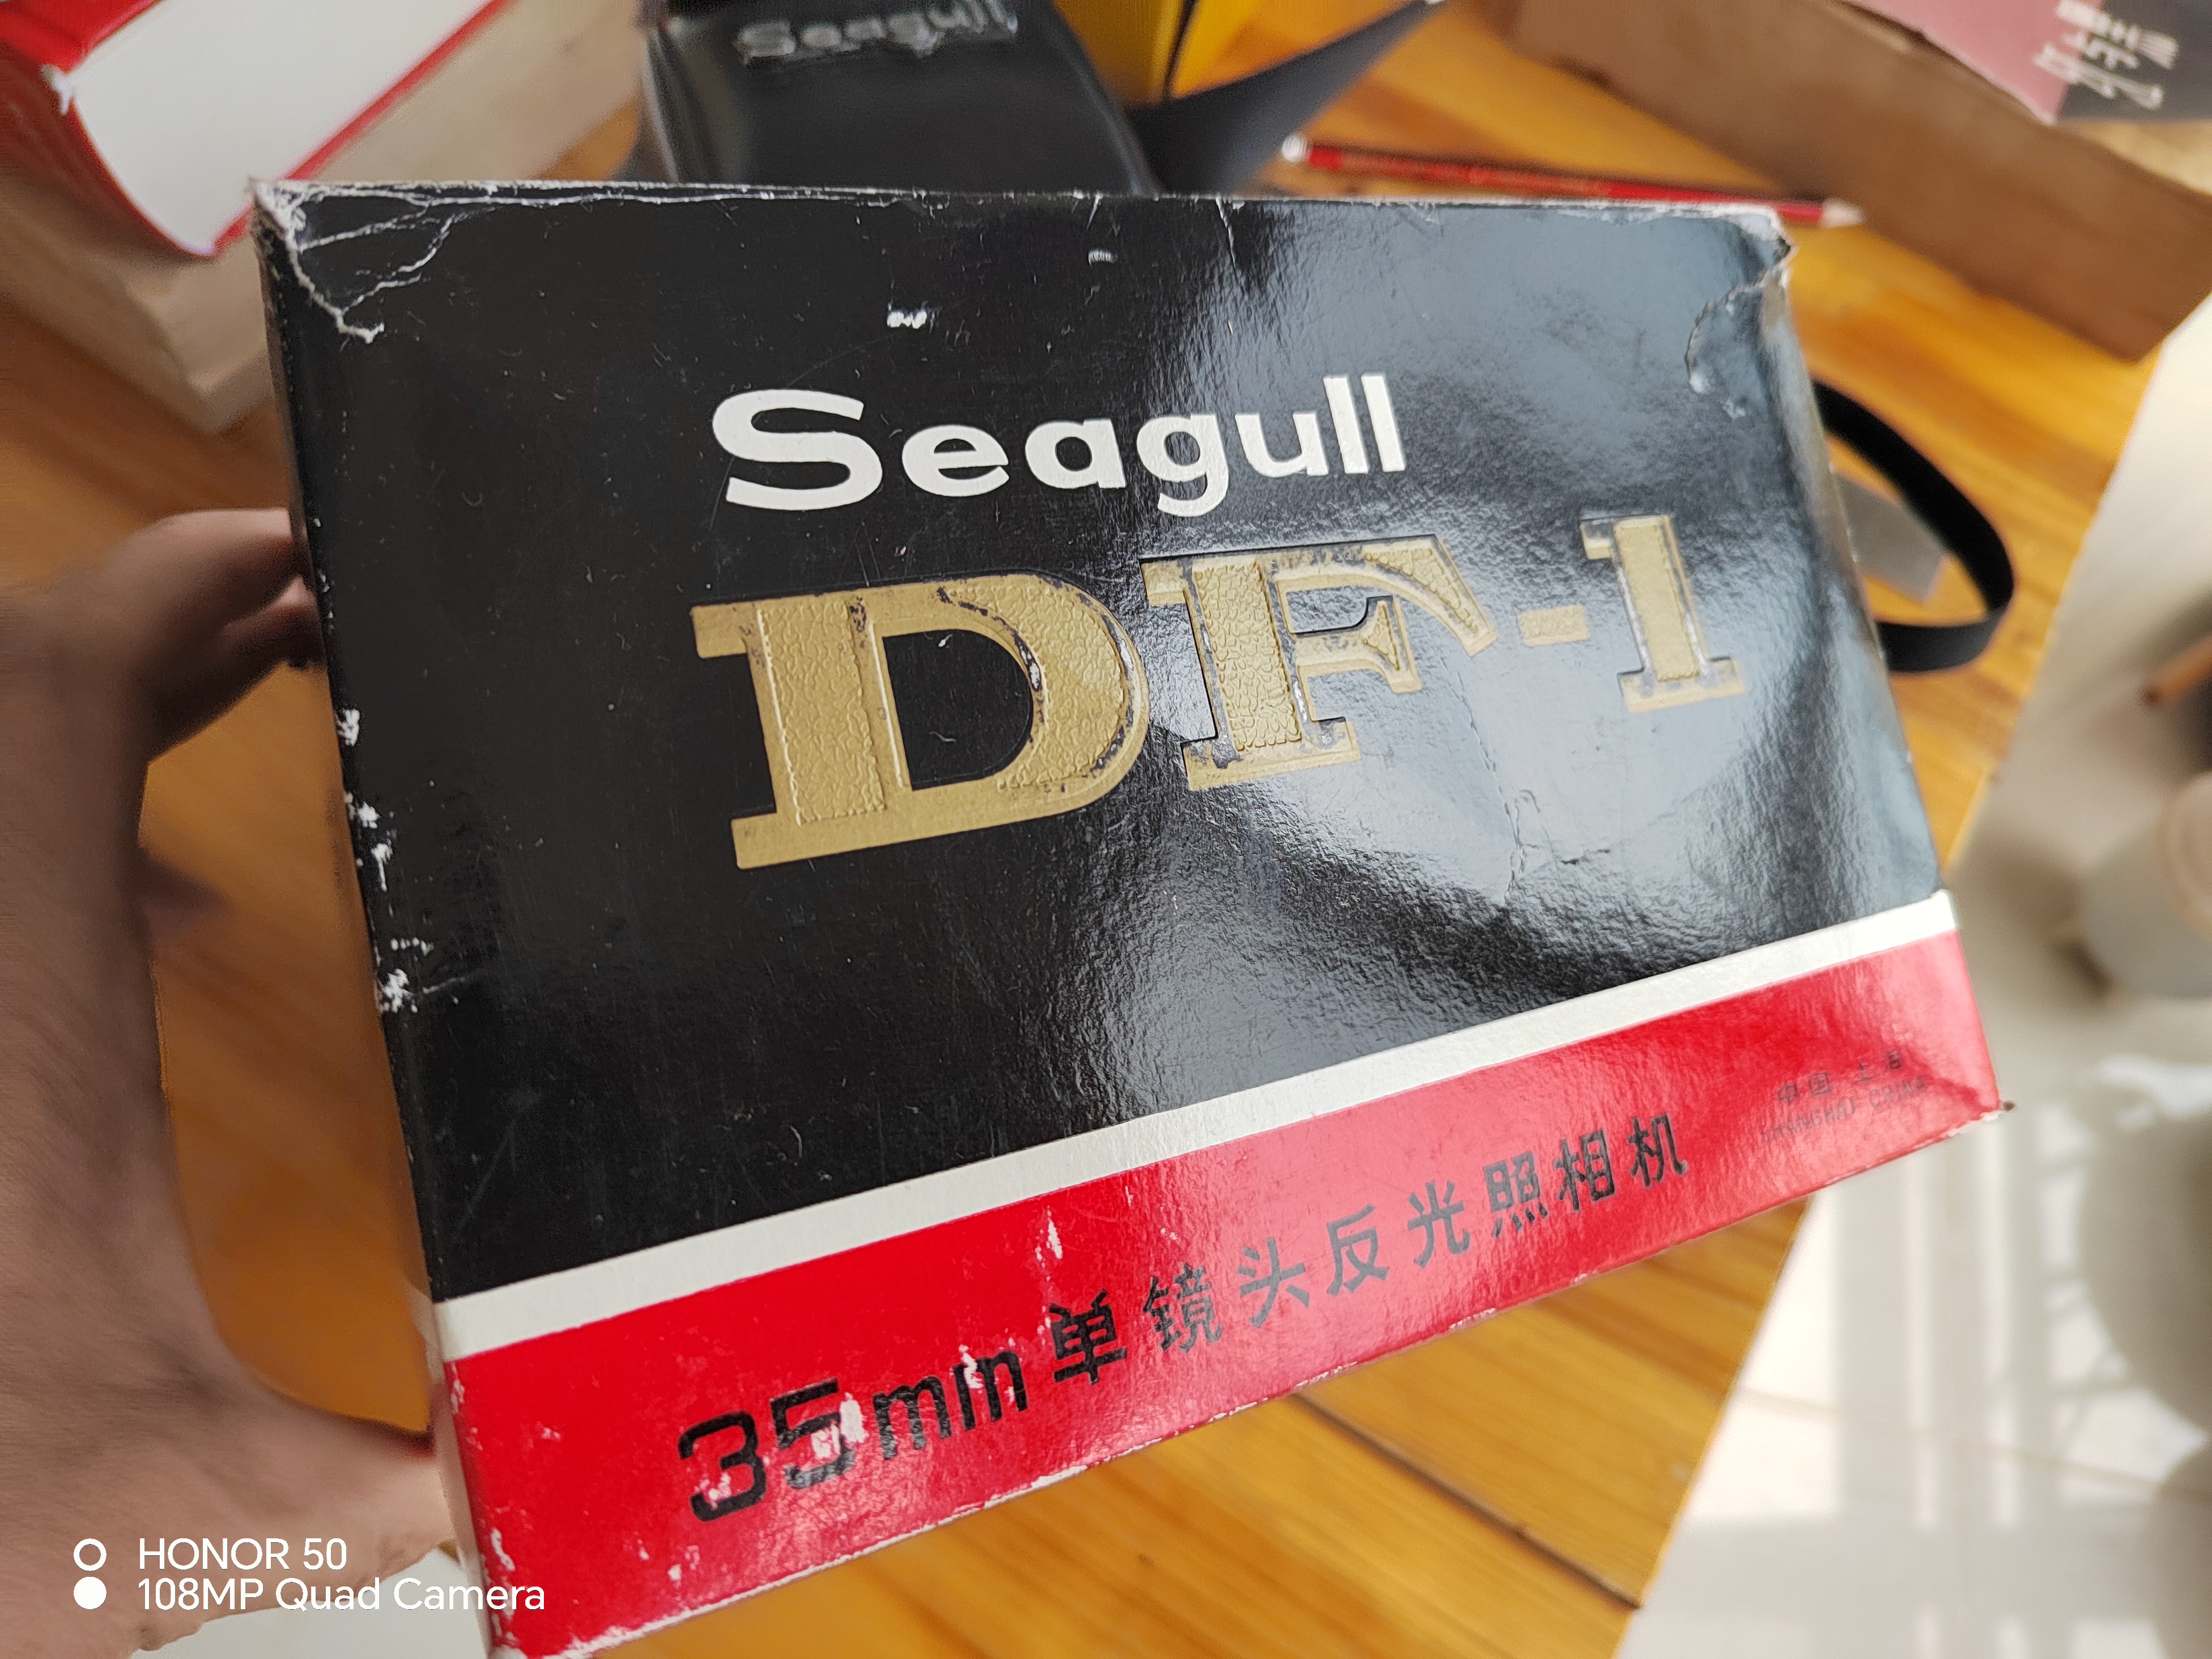 Seagull
Seagull
DF-1
35mm单镜头反光照相机
中国 上海
SHANGHAI CHINA
HONOR 50
108MP Quad Camera